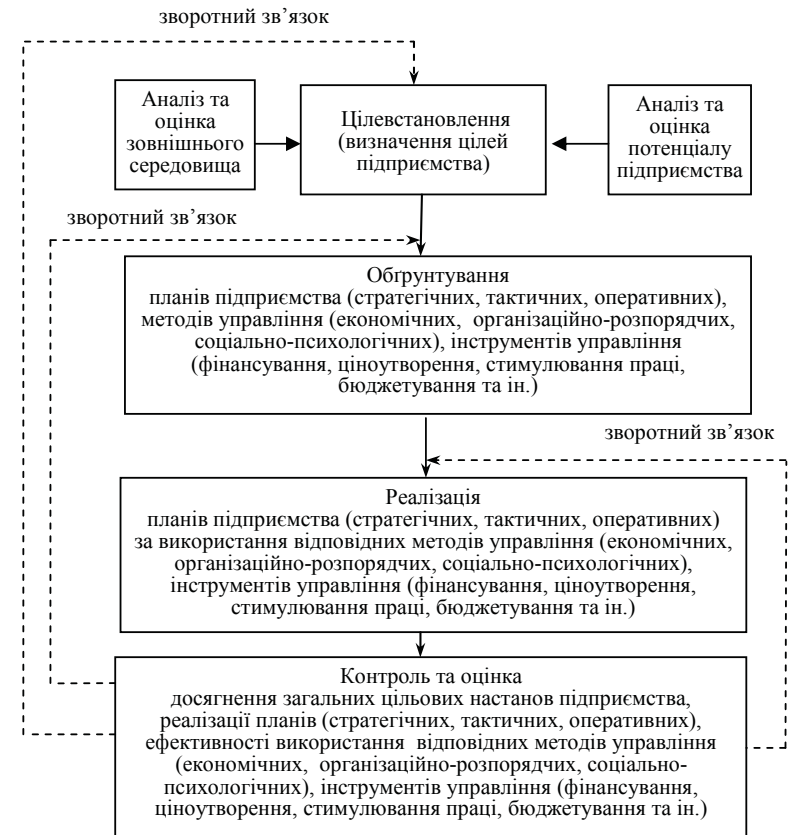 зворотний зв’язок
Аналіз та
оцінка
зовнішнього
середовища
Цілевстановлення
(визначення цілей
підприємства)
Аналіз та
оцінка
потенціалу
підприємства
зворотний зв’язок
Обґрунтування
планів підприємства (стратегічних, тактичних, оперативних),
методів управління (економічних, організаційно-розпорядчих,
соціально-психологічних), інструментів управління
(фінансування, ціноутворення, стимулювання праці,
бюджетування та ін.)
зворотний зв’язок
Реалізація
планів підприємства (стратегічних, тактичних, оперативних)
за використання відповідних методів управління (економічних,
організаційно-розпорядчих, соціально-психологічних),
інструментів управління (фінансування, ціноутворення,
стимулювання праці, бюджетування та ін.)
Контроль та оцінка
досягнення загальних цільових настанов підприємства,
реалізації планів (стратегічних, тактичних, оперативних),
ефективності використання відповідних методів управління
(економічних, організаційно-розпорядчих, соціально-
психологічних), інструментів управління (фінансування,
ціноутворення, стимулювання праці, бюджетування та ін.)